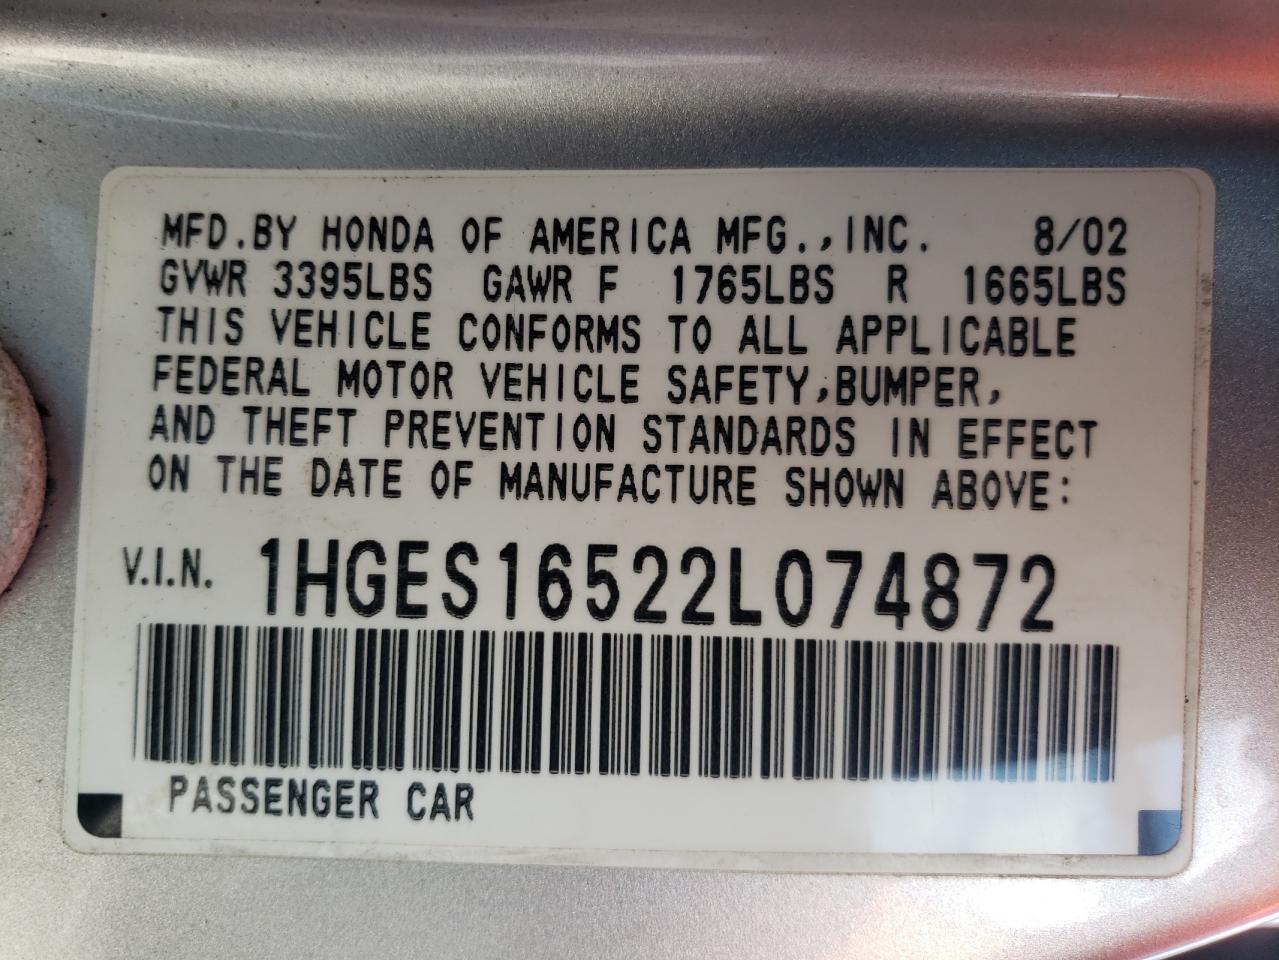 MFD.BY HONDA OF AMERICA MFG.,INC. 8/02
GVWR 3395LBS GAWR F 1765LBS R 1665LBS
THIS VEHICLE CONFORMS TO ALL APPLICABLE
FEDERAL MOTOR VEHICLE SAFETY,BUMPER,
AND THEFT PREVENTION STANDARDS IN EFFECT
ON THE DATE OF MANUFACTURE SHOWN ABOVE:
V.I.N. 1HGES16522L074872
PASSENGER CAR